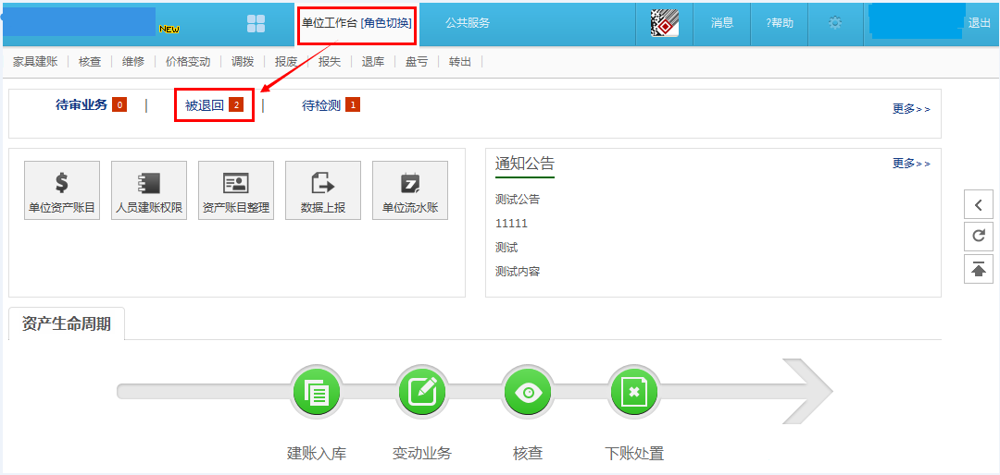 NEW
单位工作台 [角色切换]
公共服务
消息
?帮助
退出
家具建账 核查 维修 价格变动 调拨 报废 报失 退库 盘亏 转出
待审业务 0 被退回 2 待检测 1
更多>>
单位资产账目 人员建账权限 资产账目整理 数据上报 单位流水账
通知公告
更多>>
测试公告
11111
测试
测试内容
资产生命周期
建账入库 变动业务 核查 下账处置